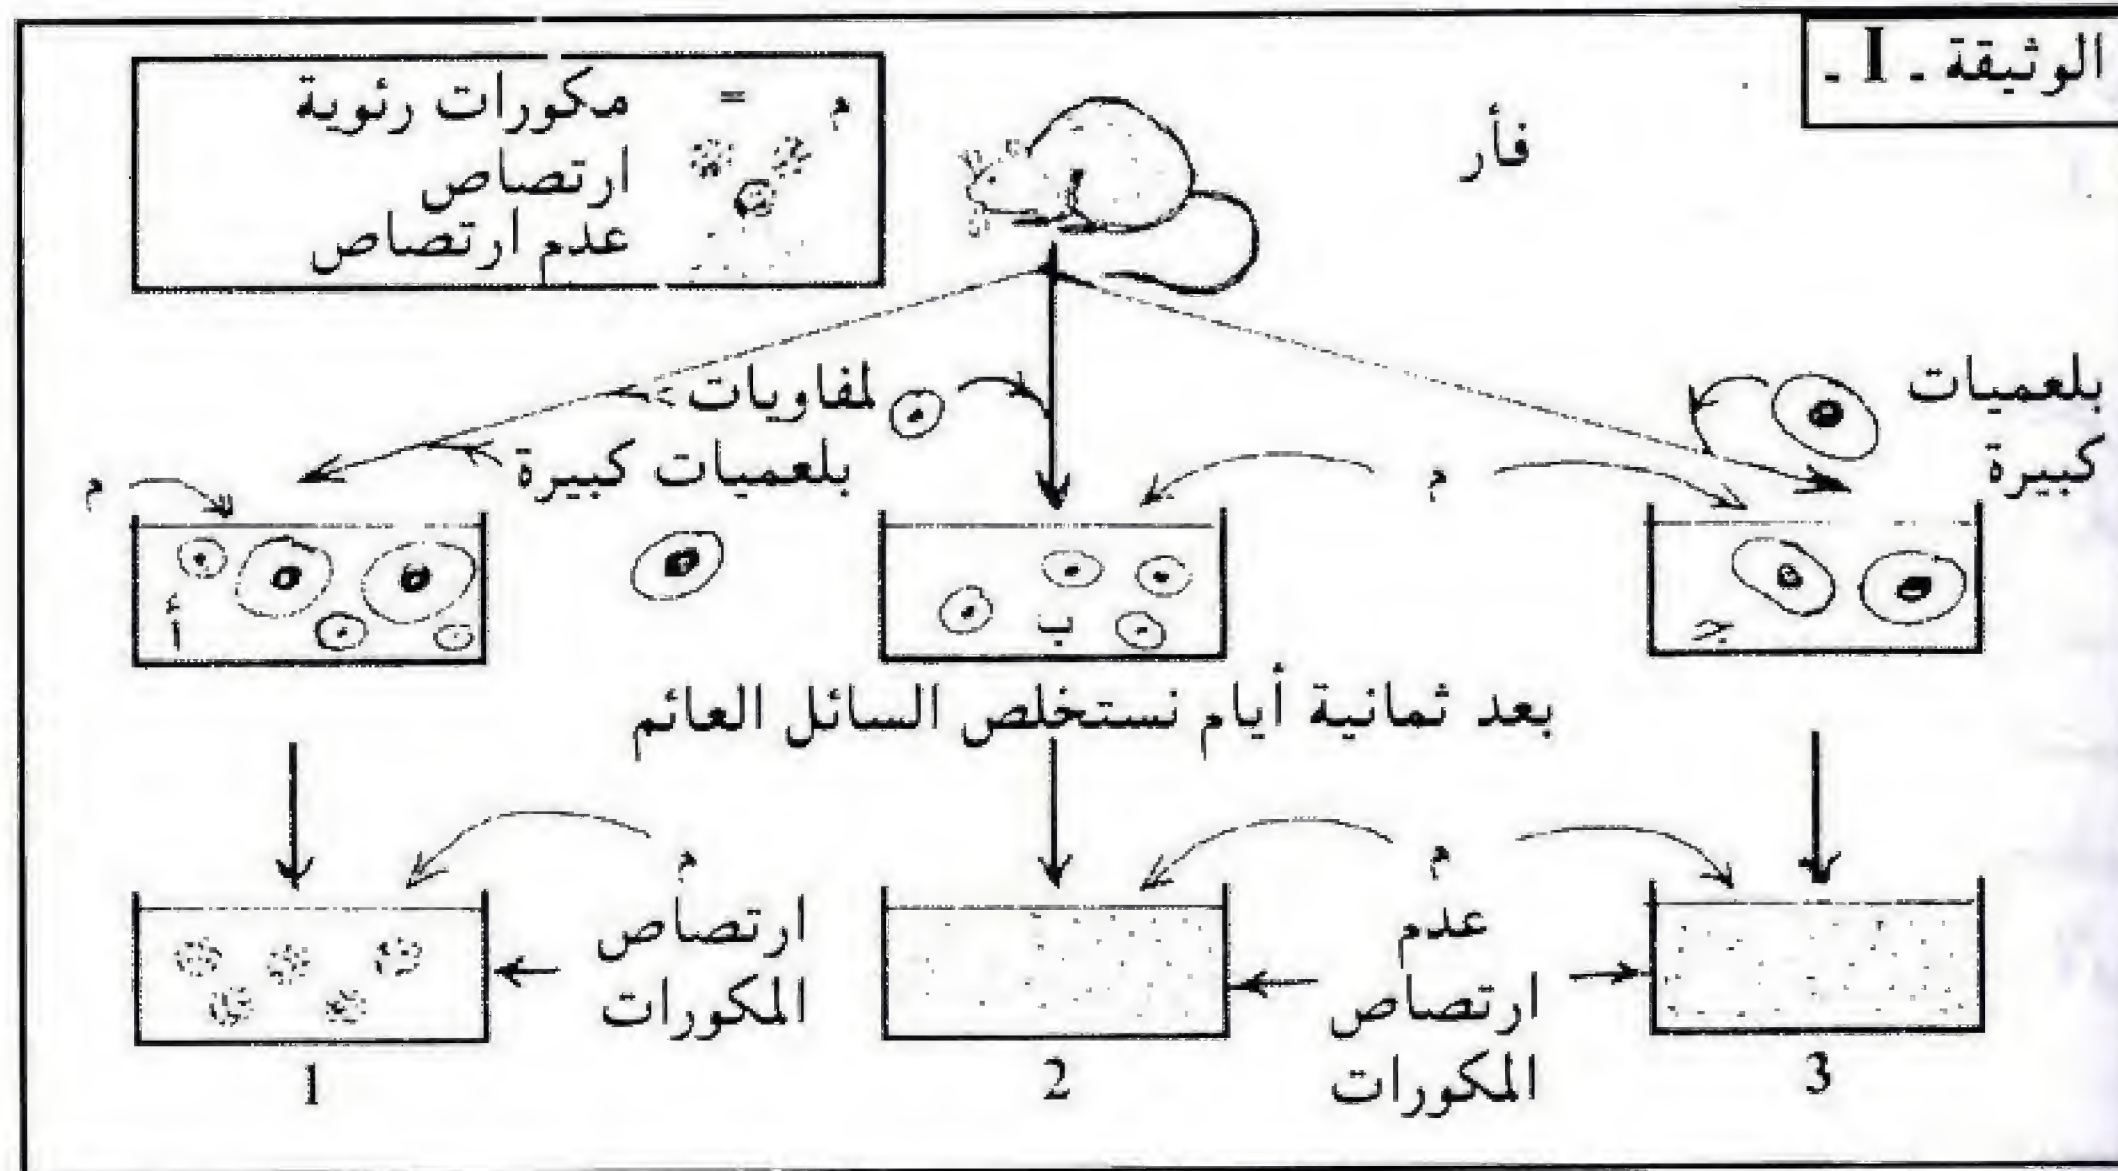 الوثيقة - I -
م = مكورات رئوية
ارتصاص
عدم ارتصاص
فأر
بلعميات
كبيرة
لمفاويات
بلعميات كبيرة
م
م
أ
ب
جـ
بعد ثمانية أيام نستخلص السائل العائم
م
م
ارتصاص
المكورات
عدم
ارتصاص
المكورات
1
2
3